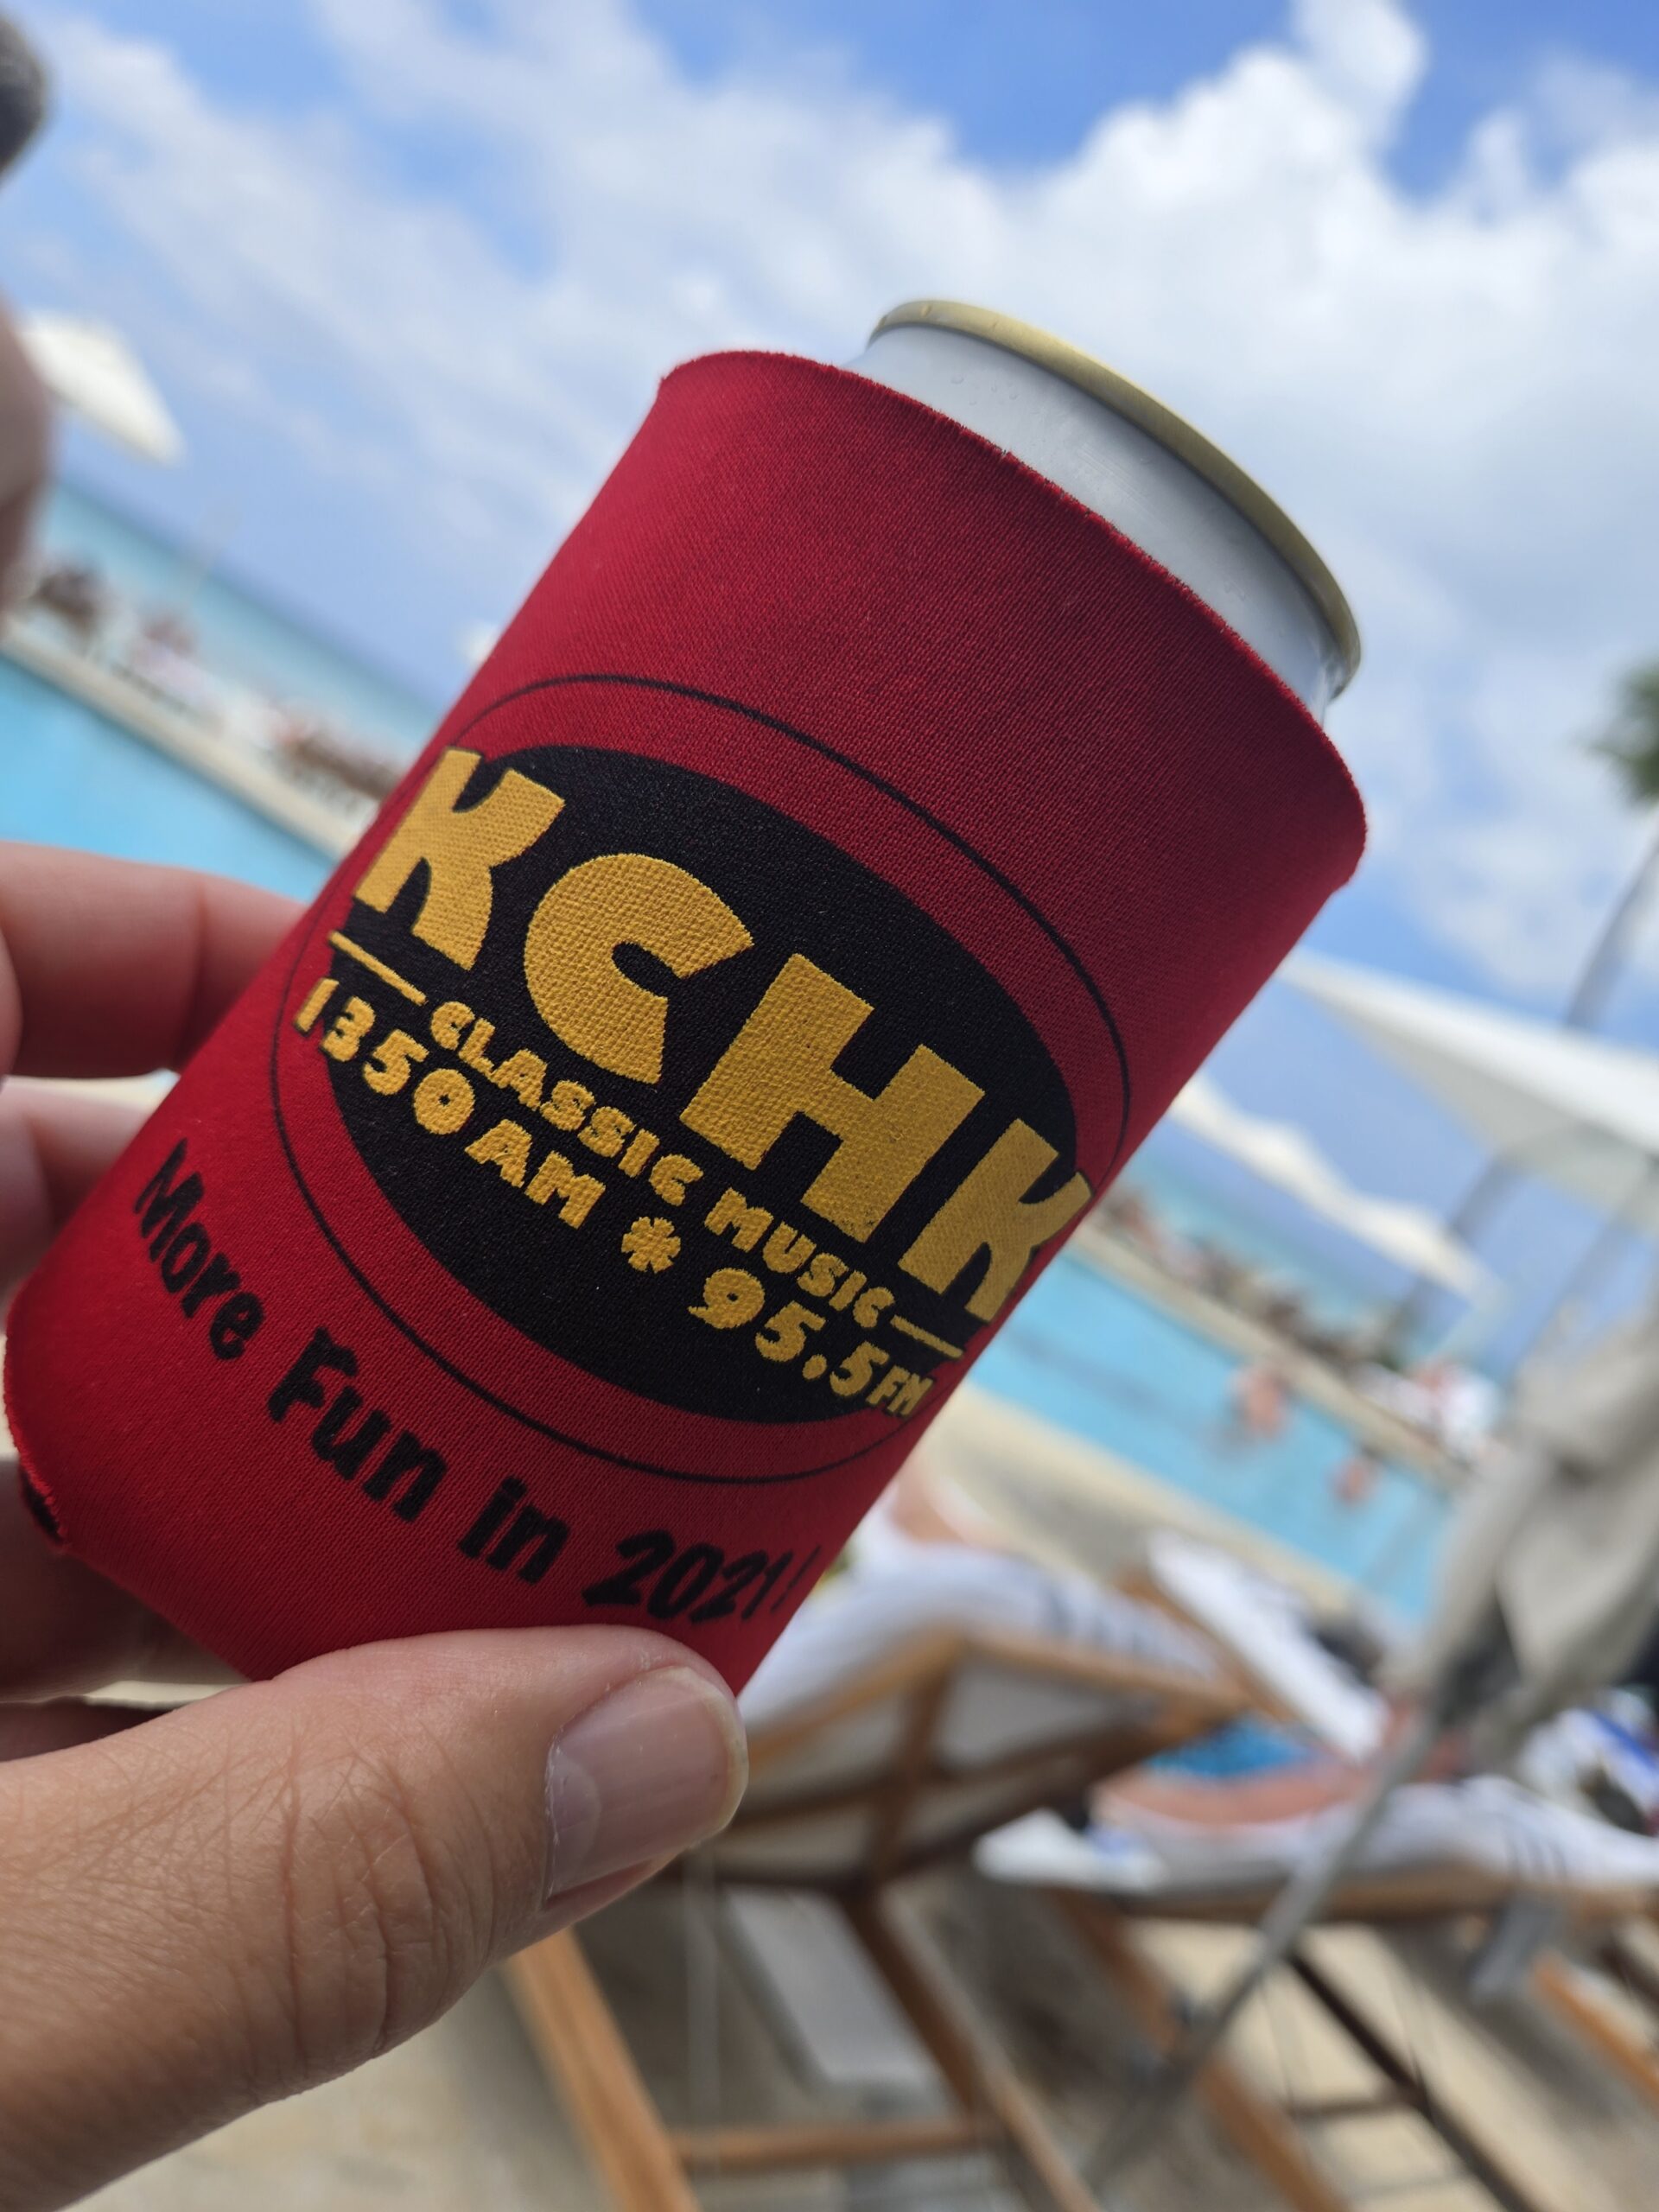 KCHK
CLASSIC MUSIC
1350 AM * 95.5 FM
More Fun in 2021!